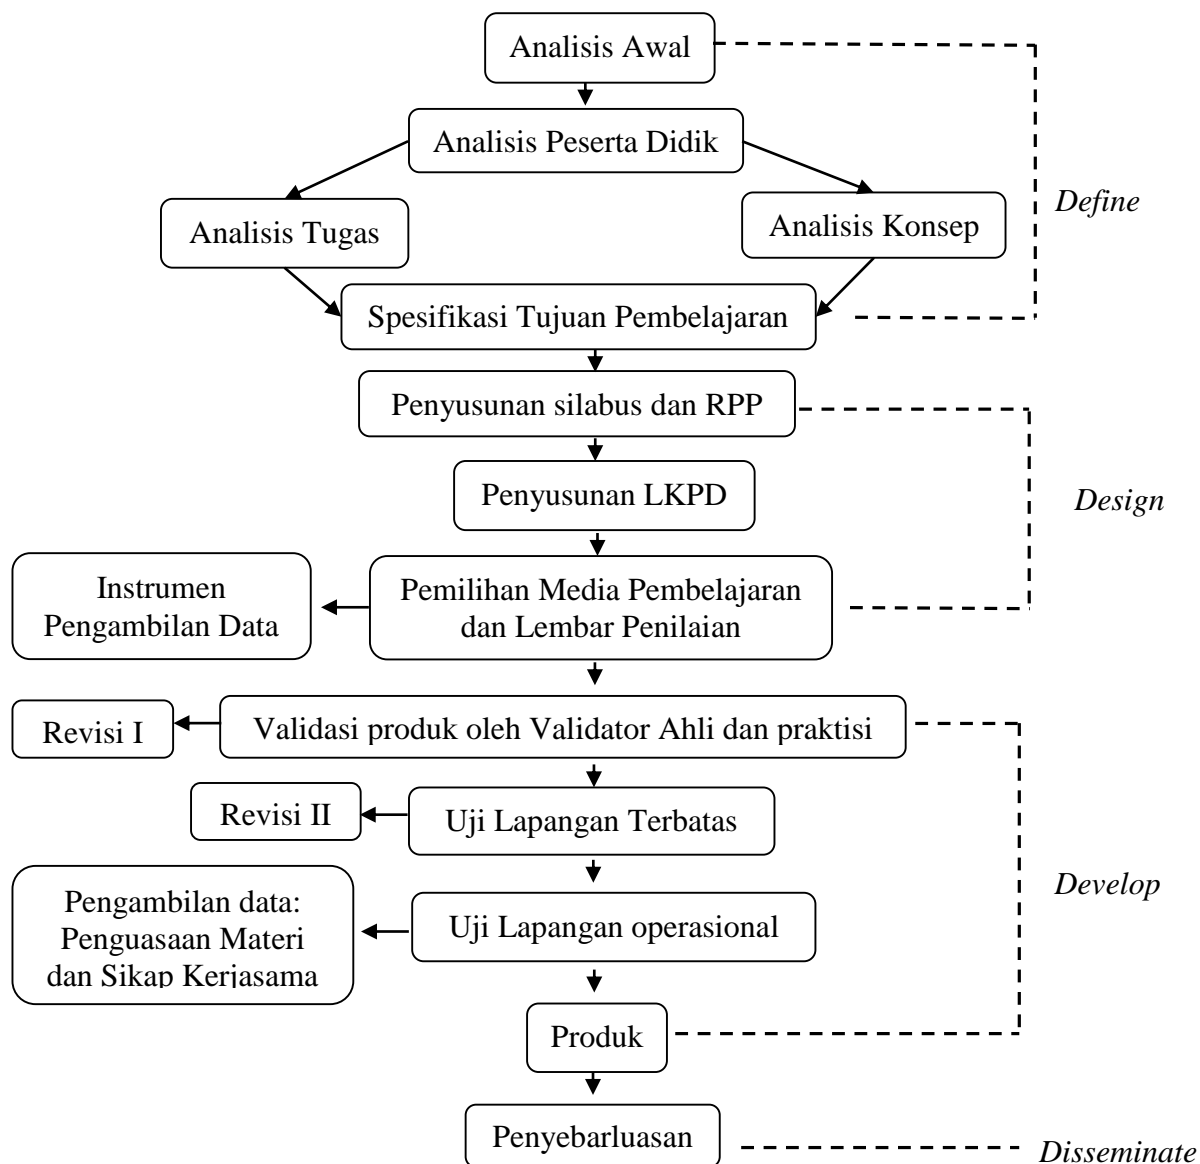 Analisis Awal
Analisis Peserta Didik
Analisis Tugas
Analisis Konsep
Define
Spesifikasi Tujuan Pembelajaran
Penyusunan silabus dan RPP
Penyusunan LKPD
Design
Instrumen
Pengambilan Data
Pemilihan Media Pembelajaran
dan Lembar Penilaian
Revisi I
Validasi produk oleh Validator Ahli dan praktisi
Revisi II
Uji Lapangan Terbatas
Develop
Pengambilan data:
Penguasaan Materi
dan Sikap Kerjasama
Uji Lapangan operasional
Produk
Penyebarluasan
Disseminate